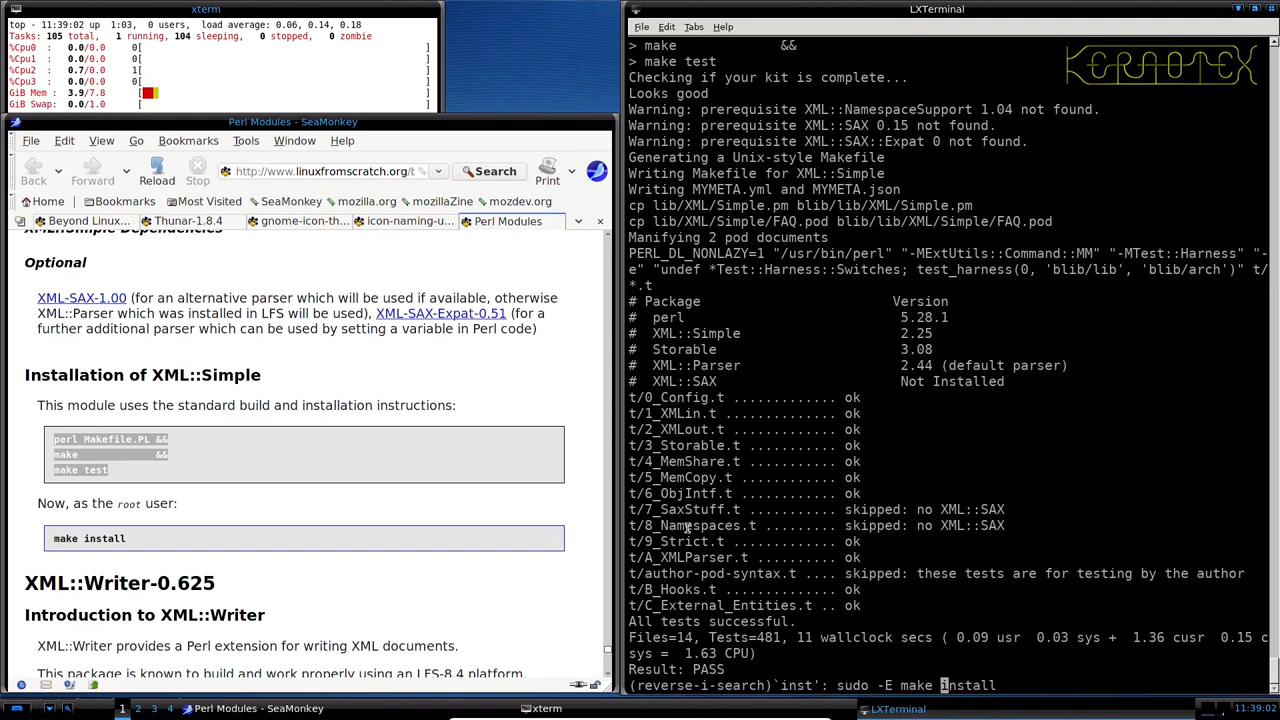 xterm
top - 11:39:02 up  1:03, 0 users,  load average: 0.06, 0.14, 0.18
Tasks: 105 total,   1 running, 104 sleeping,   0 stopped,   0 zombie
%Cpu0  :   0.0/0.0     0[                                                  ]
%Cpu1  :   0.0/0.0     0[                                                  ]
%Cpu2  :   0.7/0.0     1[                                                  ]
%Cpu3  :   0.0/0.0     0[                                                  ]
GiB Mem :  3.9/7.8      [                                                  ]
GiB Swap:  0.0/1.0      [                                                  ]
Perl Modules - SeaMonkey
File Edit View Go Bookmarks Tools Window Help
Back Forward Reload Stop http://www.linuxfromscratch.org/b Search Print
Home Bookmarks Most Visited SeaMonkey mozilla.org mozillaZine mozdev.org
Beyond Linux... Thunar-1.8.4 gnome-icon-th... icon-naming-u... Perl Modules
XML::Simple Dependencies
Optional
XML-SAX-1.00 (for an alternative parser which will be used if available, otherwise
XML::Parser which was installed in LFS will be used), XML-SAX-Expat-0.51 (for a
further additional parser which can be used by setting a variable in Perl code)
Installation of XML::Simple
This module uses the standard build and installation instructions:
perl Makefile.PL &&
make             &&
make test
Now, as the root user:
make install
XML::Writer-0.625
Introduction to XML::Writer
XML::Writer provides a Perl extension for writing XML documents.
This package is known to build and work properly using an LFS-8.4 platform.
LXTerminal
File Edit Tabs Help
KERNOTEX
> make             &&
> make test
Checking if your kit is complete...
Looks good
Warning: prerequisite XML::NamespaceSupport 1.04 not found.
Warning: prerequisite XML::SAX 0.15 not found.
Warning: prerequisite XML::SAX::Expat 0 not found.
Generating a Unix-style Makefile
Writing Makefile for XML::Simple
Writing MYMETA.yml and MYMETA.json
cp lib/XML/Simple.pm blib/lib/XML/Simple.pm
cp lib/XML/Simple/FAQ.pod blib/lib/XML/Simple/FAQ.pod
Manifying 2 pod documents
PERL_DL_NONLAZY=1 "/usr/bin/perl" "-MExtUtils::Command::MM" "-MTest::Harness" "-
e" "undef *Test::Harness::Switches; test_harness(0, 'blib/lib', 'blib/arch')" t/
*.t
# Package                        Version
#  perl                           5.28.1
#  XML::Simple                    2.25
#  Storable                       3.08
#  XML::Parser                    2.44 (default parser)
#  XML::SAX                       Not Installed
t/0_Config.t ............. ok
t/1_XMLin.t .............. ok
t/2_XMLout.t ............. ok
t/3_Storable.t ........... ok
t/4_MemShare.t ........... ok
t/5_MemCopy.t ............ ok
t/6_ObjIntf.t ............ ok
t/7_SaxStuff.t ........... skipped: no XML::SAX
t/8_Namespaces.t ......... skipped: no XML::SAX
t/9_Strict.t ............. ok
t/A_XMLParser.t .......... ok
t/author-pod-syntax.t .... skipped: these tests are for testing by the author
t/B_Hooks.t .............. ok
t/C_External_Entities.t .. ok
All tests successful.
Files=14, Tests=481, 11 wallclock secs ( 0.09 usr  0.03 sys +  1.36 cusr  0.15 c
sys =  1.63 CPU)
Result: PASS
(reverse-i-search)`inst': sudo -E make install
1 2 3 4 Perl Modules - SeaMonkey xterm LXTerminal 11:39:02